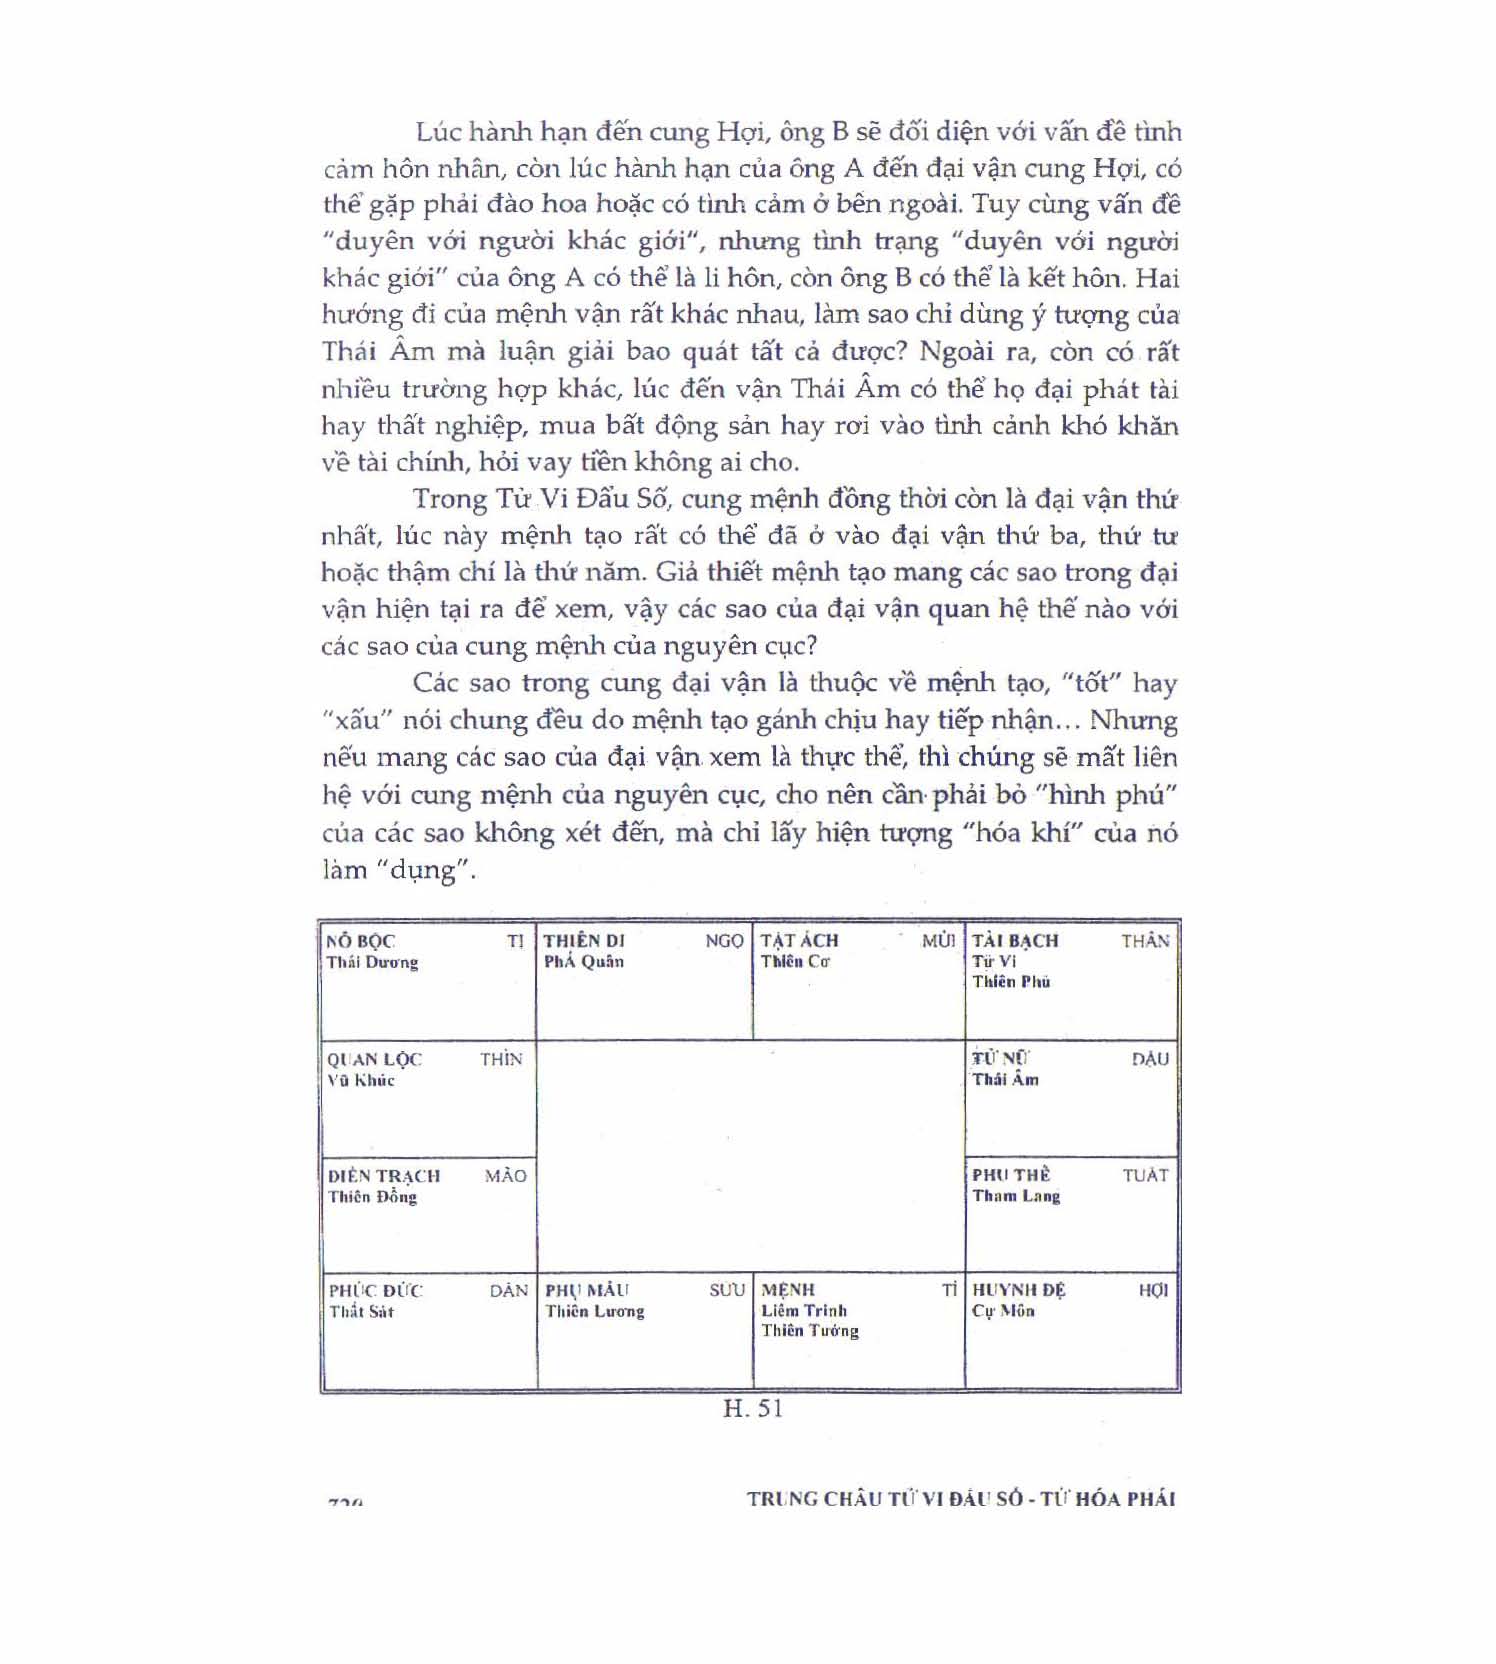 Lúc hành hạn đến cung Hợi, ông B sẽ đối diện với vấn đề tình
cảm hôn nhân, còn lúc hành hạn của ông A đến đại vận cung Hợi, có
thể gặp phải đào hoa hoặc có tình cảm ở bên ngoài. Tuy cùng vấn đề
"duyên với người khác giới", nhưng tình trạng "duyên với người
khác giới" của ông A có thể là li hôn, còn ông B có thể là kết hôn. Hai
hướng đi của mệnh vận rất khác nhau, làm sao chỉ dùng ý tượng của
Thái Âm mà luận giải bao quát tất cả được? Ngoài ra, còn có rất
nhiều trường hợp khác, lúc đến vận Thái Âm có thể họ đại phát tài
hay thất nghiệp, mua bất động sản hay rơi vào tình cảnh khó khăn
về tài chính, hỏi vay tiền không ai cho.
Trong Tử Vi Đẩu Số, cung mệnh đồng thời còn là đại vận thứ
nhất, lúc này mệnh tạo rất có thể đã ở vào đại vận thứ ba, thứ tư
hoặc thậm chí là thứ năm. Giả thiết mệnh tạo mang các sao trong đại
vận hiện tại ra để xem, vậy các sao của đại vận quan hệ thế nào với
các sao của cung mệnh của nguyên cục?
Các sao trong cung đại vận là thuộc về mệnh tạo, "tốt" hay
"xấu" nói chung đều do mệnh tạo gánh chịu hay tiếp nhận... Nhưng
nếu mang các sao của đại vận xem là thực thể, thì chúng sẽ mất liên
hệ với cung mệnh của nguyên cục, cho nên cần phải bỏ "hình phú"
của các sao không xét đến, mà chỉ lấy hiện tượng "hóa khí" của nó
làm "dụng".
NÔ BỘC TỊ THIÊN DI NGỌ TẬT ÁCH MÙI TÀI BẠCH THÂN
Thái Dương PhÁ Quân Thiên Cơ Tử Vi
Thiên Phủ
QUAN LỘC THÌN TỬ NỮ DẬU
Vũ Khúc Thái Âm
ĐIỀN TRẠCH MÃO PHU THÊ TUẤT
Thiên Đồng Tham Lang
PHÚC ĐỨC DẦN PHỤ MẪU SỬU MỆNH TÍ HUYNH ĐỆ HỢI
Thất Sát Thiên Lương Liêm Trinh Cự Môn
Thiên Tướng
H. 51
TRUNG CHÂU TỬ VI ĐẨU SỐ - TỨ HÓA PHÁI